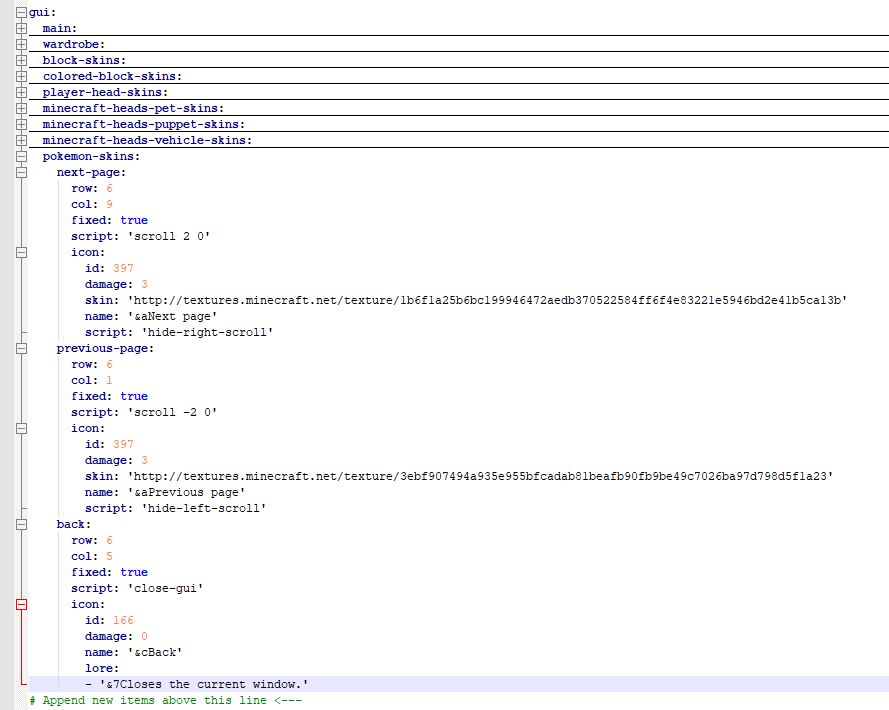 gui:
main:
wardrobe:
block-skins:
colored-block-skins:
player-head-skins:
minecraft-heads-pet-skins:
minecraft-heads-puppet-skins:
minecraft-heads-vehicle-skins:
pokemon-skins:
next-page:
row: 6
col: 9
fixed: true
script: 'scroll 2 0'
icon:
id: 397
damage: 3
skin: 'http://textures.minecraft.net/texture/1b6f1a25b6bc199946472aedb370522584ff6f4e83221e5946bd2e41b5ca13b'
name: '&aNext page'
script: 'hide-right-scroll'
previous-page:
row: 6
col: 1
fixed: true
script: 'scroll -2 0'
icon:
id: 397
damage: 3
skin: 'http://textures.minecraft.net/texture/3ebf907494a935e955bfcadab81beafb90fb9be49c7026ba97d798d5f1a23'
name: '&aPrevious page'
script: 'hide-left-scroll'
back:
row: 6
col: 5
fixed: true
script: 'close-gui'
icon:
id: 166
damage: 0
name: '&cBack'
lore:
- '&7Closes the current window.'
# Append new items above this line <---